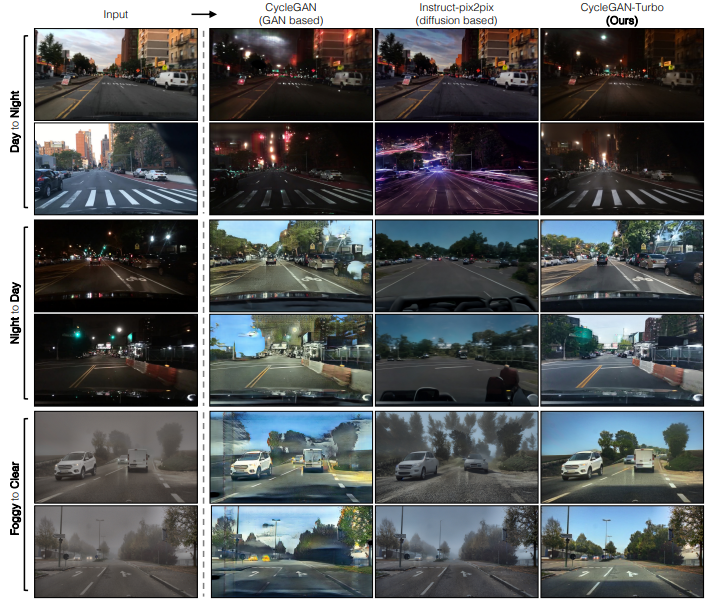 Input
CycleGAN
(GAN based)
Instruct-pix2pix
(diffusion based)
CycleGAN-Turbo
(Ours)
Day to Night
Night to Day
Foggy to Clear